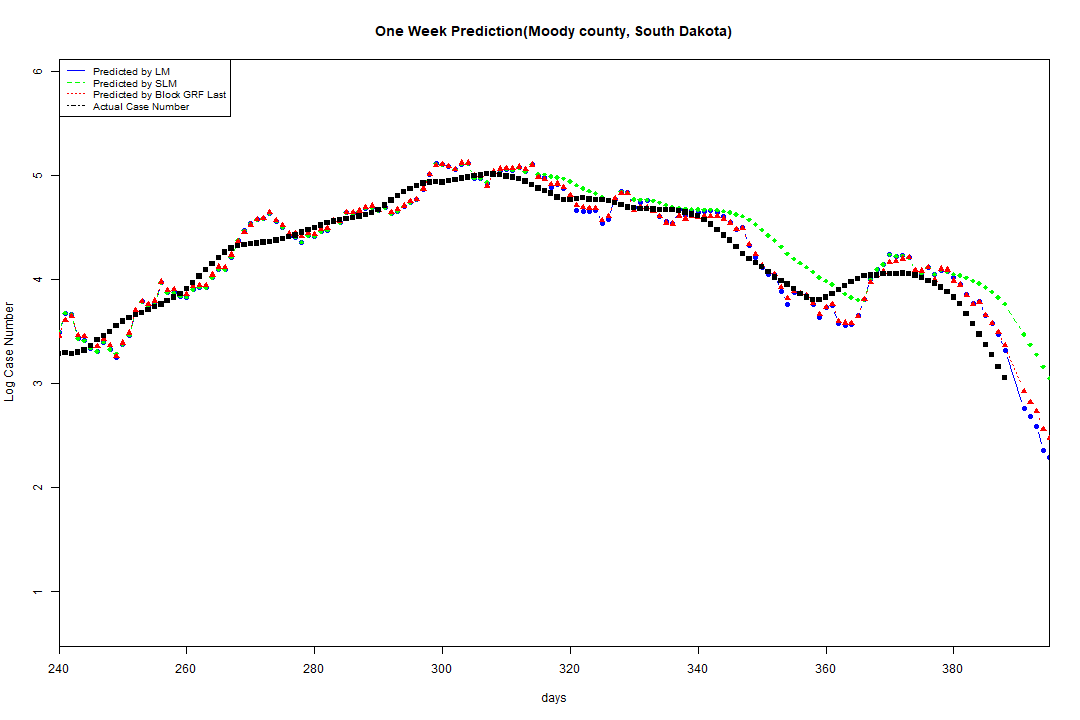 One Week Prediction(Moody county, South Dakota)
Predicted by LM
Predicted by SLM
Predicted by Block GRF Last
Actual Case Number
6
5
4
3
2
1
Log Case Number
240
260
280
300
320
340
360
380
days